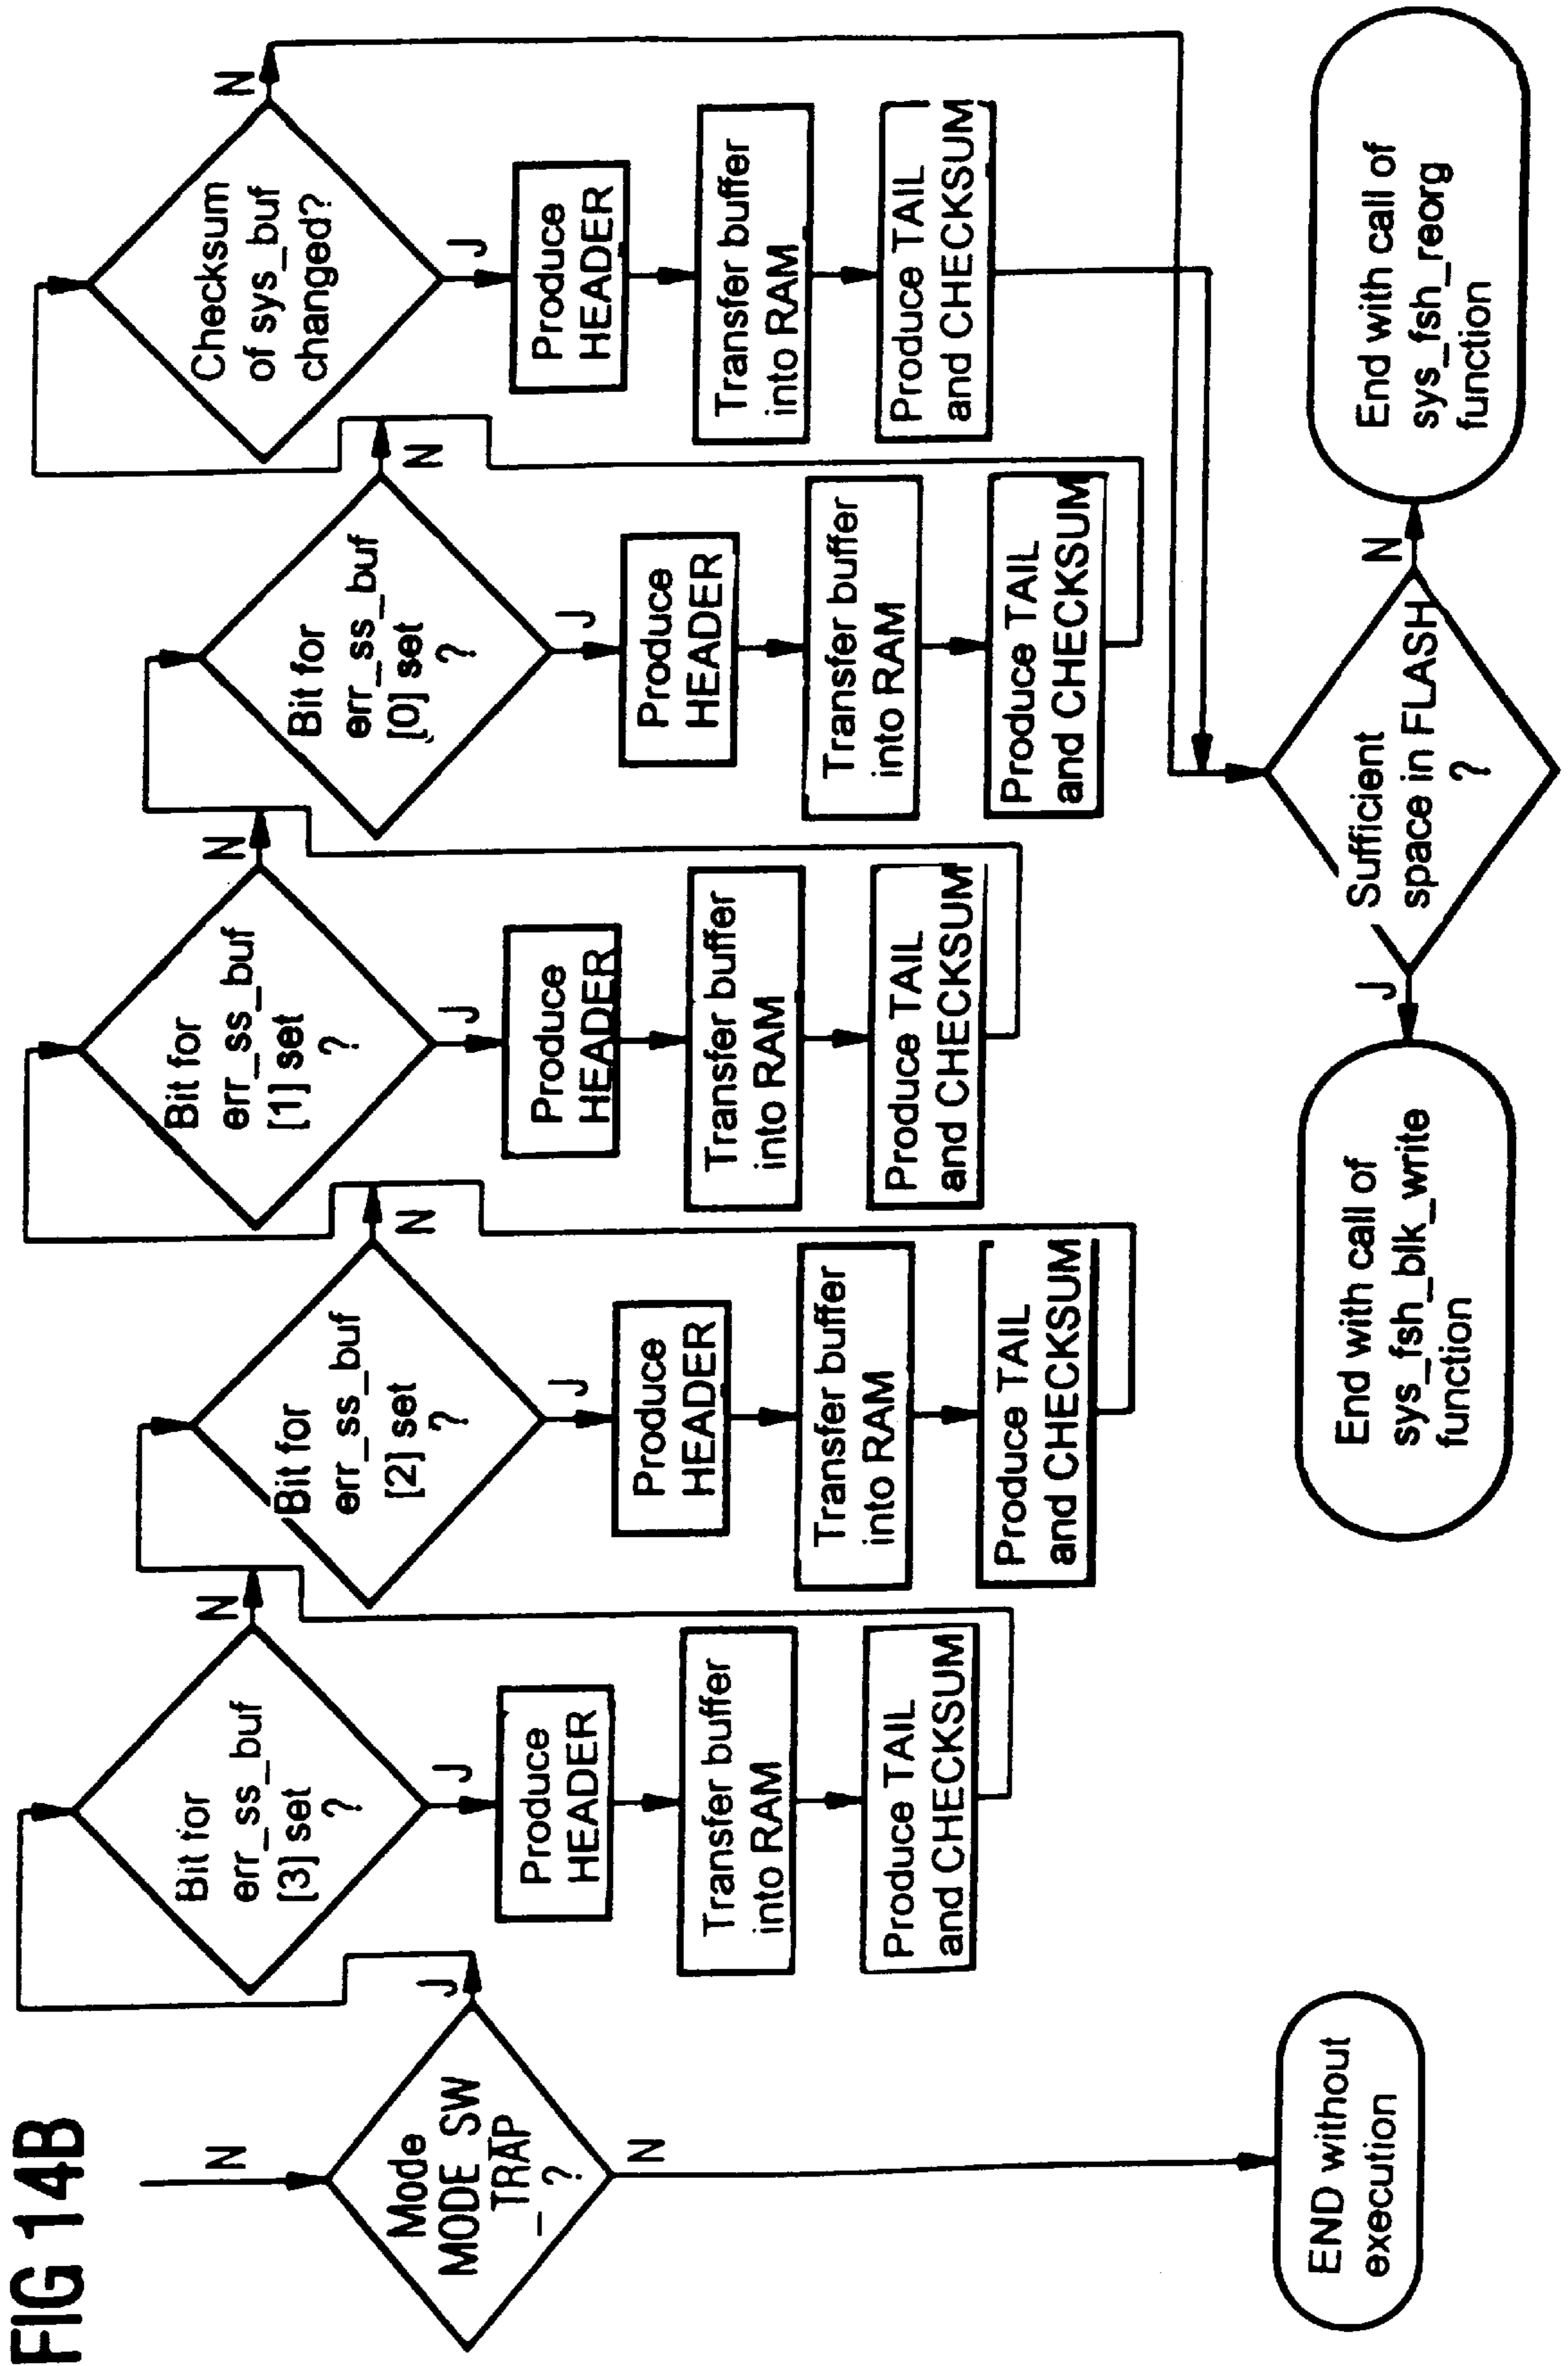 FIG 14B
N
Mode
MODE SW
_TRAP
?
J
N
END without
execution
Bit for
err_ss_buf
[3] set
?
N
J
Produce
HEADER
Transfer buffer
into RAM
Produce TAIL
and CHECKSUM
Bit for
err_ss_buf
[2] set
?
N
J
Produce
HEADER
Transfer buffer
into RAM
Produce TAIL
and CHECKSUM
Bit for
err_ss_buf
[1] set
?
N
J
Produce
HEADER
Transfer buffer
into RAM
Produce TAIL
and CHECKSUM
Bit for
err_ss_buf
[0] set
?
N
J
Produce
HEADER
Transfer buffer
into RAM
Produce TAIL
and CHECKSUM
Checksum
of sys_buf
changed?
N
J
Produce
HEADER
Transfer buffer
into RAM
Produce TAIL
and CHECKSUM
Sufficient
space in FLASH
?
J
N
End with call of
sys_fsh_blk_write
function
End with call of
sys_fsh_reorg
function